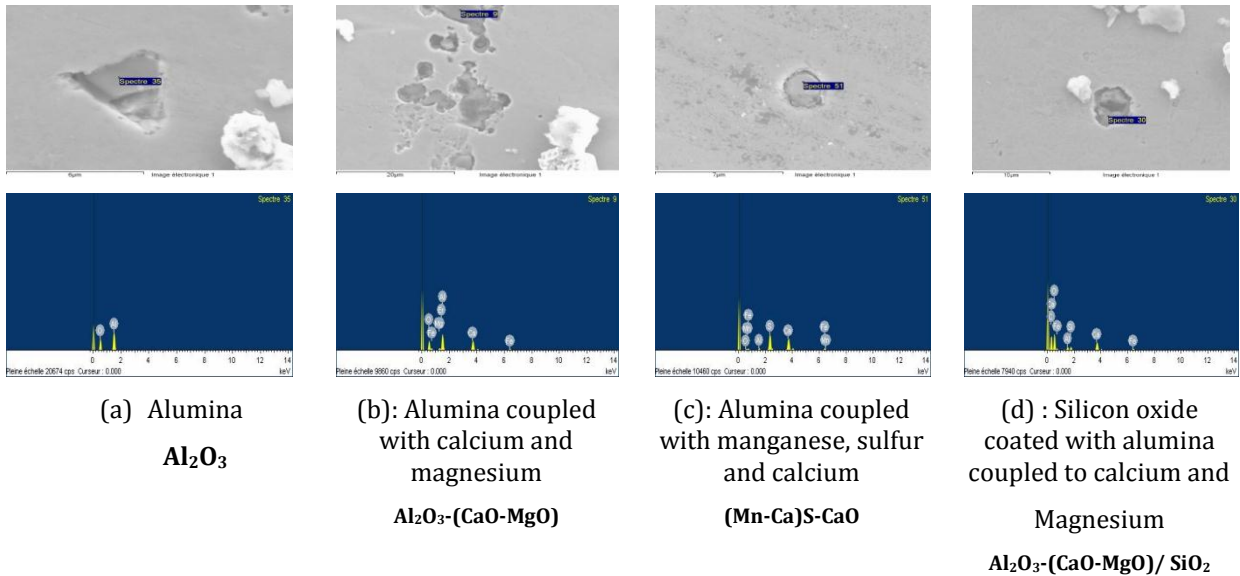 Spectre 35
Spectre 9
Spectre 51
Spectre 30
6µm Image électronique 1
20µm Image électronique 1
7µm Image électronique 1
10µm Image électronique 1
Spectre 35
Spectre 9
Spectre 51
Spectre 30
0 2 4 6 8 10 12 14
0 2 4 6 8 10 12 14
0 2 4 6 8 10 12 14
0 2 4 6 8 10 12 14
Pleine échelle 20674 cps Curseur : 0.000 keV
Pleine échelle 9860 cps Curseur : 0.000 keV
Pleine échelle 10460 cps Curseur : 0.000 keV
Pleine échelle 7940 cps Curseur : 0.000 keV
(a) Alumina
Al₂O₃
(b): Alumina coupled
with calcium and
magnesium
Al₂O₃-(CaO-MgO)
(c): Alumina coupled
with manganese, sulfur
and calcium
(Mn-Ca)S-CaO
(d) : Silicon oxide
coated with alumina
coupled to calcium and
Magnesium
Al₂O₃-(CaO-MgO)/ SiO₂